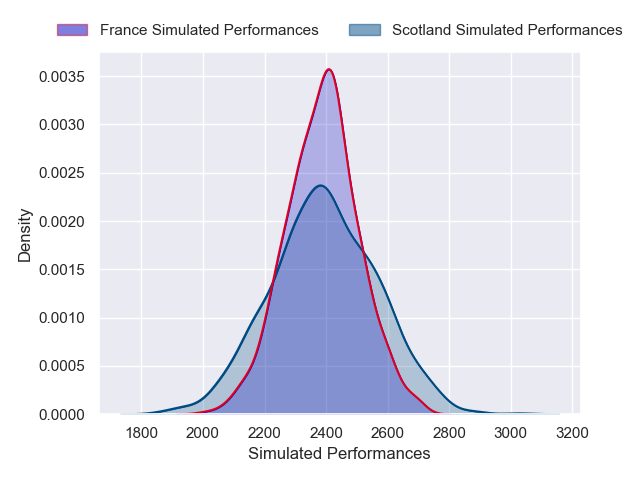 France Simulated Performances
Scotland Simulated Performances
0.0035
0.0030
0.0025
0.0020
0.0015
0.0010
0.0005
0.0000
Density
1800 2000 2200 2400 2600 2800 3000 3200
Simulated Performances